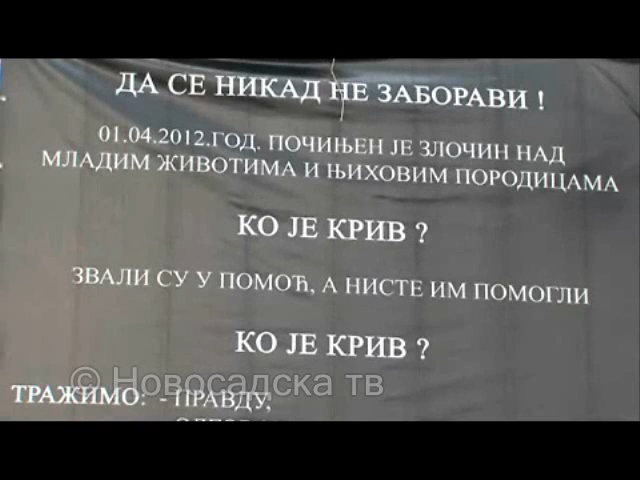 ДА СЕ НИКАД НЕ ЗАБОРАВИ !
01.04.2012.ГОД. ПОЧИЊЕН ЈЕ ЗЛОЧИН НАД
МЛАДИМ ЖИВОТИМА И ЊИХОВИМ ПОРОДИЦАМА
КО ЈЕ КРИВ ?
ЗВАЛИ СУ У ПОМОЋ, А НИСТЕ ИМ ПОМОГЛИ
КО ЈЕ КРИВ ?
© Новосадска тв
ТРАЖИМО: - ПРАВДУ,